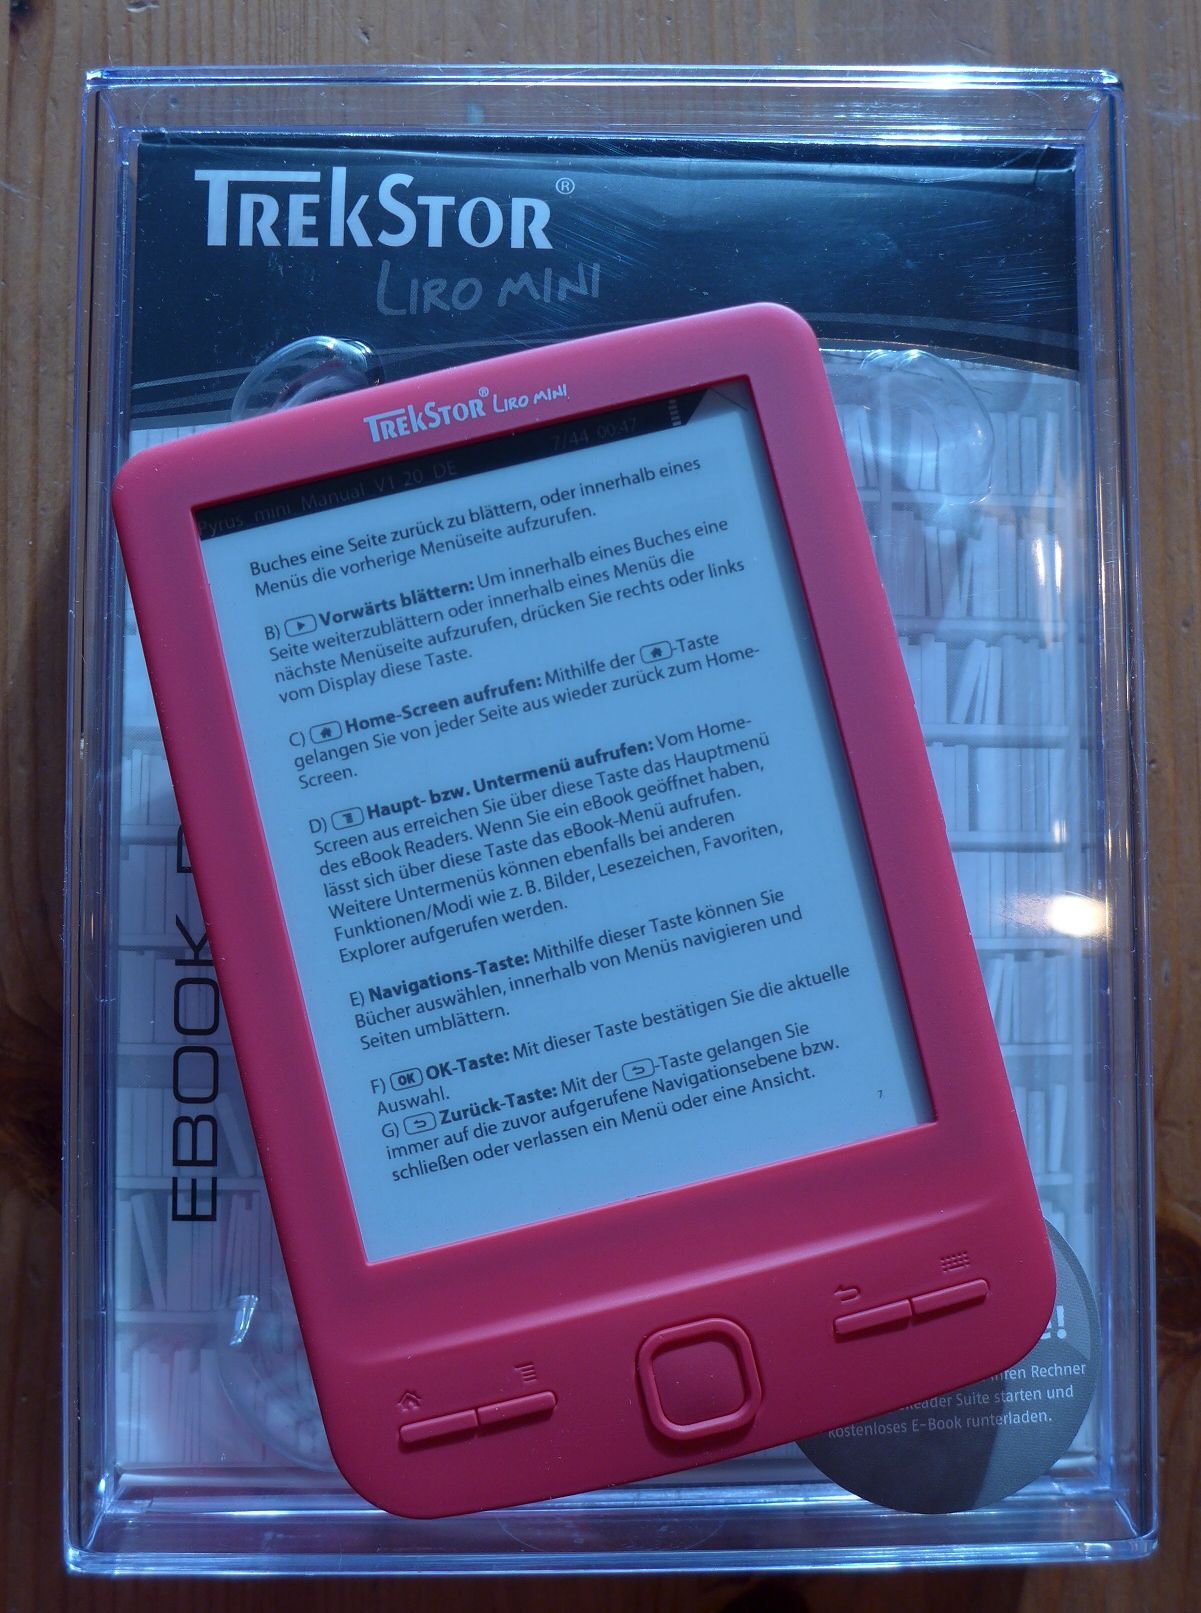 TREKSTOR®
LIRO MINI
TREKSTOR® LIRO MINI
Pyrus mini Manual V1 20 DE 7/44 00:47
Buches eine Seite zurück zu blättern, oder innerhalb eines
Menüs die vorherige Menüseite aufzurufen.
B) Vorwärts blättern: Um innerhalb eines Buches eine
Seite weiterzublättern oder innerhalb eines Menüs die
nächste Menüseite aufzurufen, drücken Sie rechts oder links
vom Display diese Taste.
C) Home-Screen aufrufen: Mithilfe der -Taste
gelangen Sie von jeder Seite aus wieder zurück zum Home-
Screen.
D) Haupt- bzw. Untermenü aufrufen: Vom Home-
Screen aus erreichen Sie über diese Taste das Hauptmenü
des eBook Readers. Wenn Sie ein eBook geöffnet haben,
lässt sich über diese Taste das eBook-Menü aufrufen.
Weitere Untermenüs können ebenfalls bei anderen
Funktionen/Modi wie z. B. Bilder, Lesezeichen, Favoriten,
Explorer aufgerufen werden.
E) Navigations-Taste: Mithilfe dieser Taste können Sie
Bücher auswählen, innerhalb von Menüs navigieren und
Seiten umblättern.
F) OK OK-Taste: Mit dieser Taste bestätigen Sie die aktuelle
Auswahl.
G) Zurück-Taste: Mit der -Taste gelangen Sie
immer auf die zuvor aufgerufene Navigationsebene bzw.
schließen oder verlassen ein Menü oder eine Ansicht.
7
EBOOK
Rechner
Suite starten und
kostenloses E-Book runterladen.